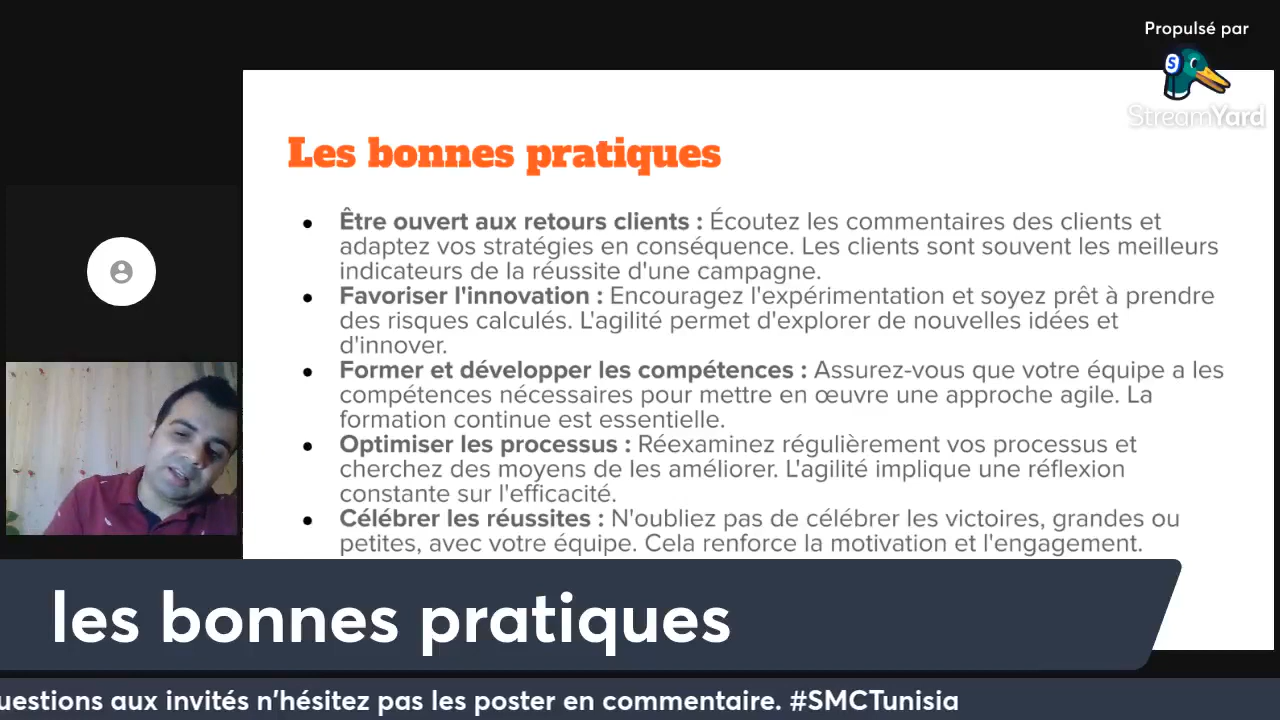 Propulsé par
S
StreamYard
Les bonnes pratiques
● Être ouvert aux retours clients : Écoutez les commentaires des clients et
adaptez vos stratégies en conséquence. Les clients sont souvent les meilleurs
indicateurs de la réussite d'une campagne.
● Favoriser l'innovation : Encouragez l'expérimentation et soyez prêt à prendre
des risques calculés. L'agilité permet d'explorer de nouvelles idées et
d'innover.
● Former et développer les compétences : Assurez-vous que votre équipe a les
compétences nécessaires pour mettre en œuvre une approche agile. La
formation continue est essentielle.
● Optimiser les processus : Réexaminez régulièrement vos processus et
cherchez des moyens de les améliorer. L'agilité implique une réflexion
constante sur l'efficacité.
● Célébrer les réussites : N'oubliez pas de célébrer les victoires, grandes ou
petites, avec votre équipe. Cela renforce la motivation et l'engagement.
les bonnes pratiques
uestions aux invités n'hésitez pas les poster en commentaire. #SMCTunisia